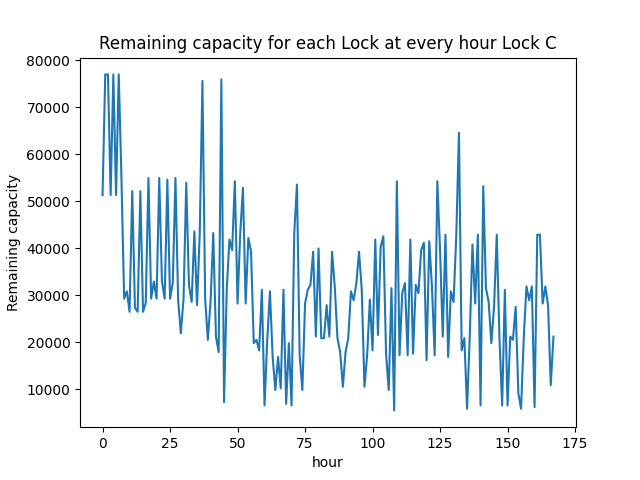 Remaining capacity for each Lock at every hour Lock C
80000
70000
60000
50000
40000
30000
20000
10000
Remaining capacity
0 25 50 75 100 125 150 175
hour